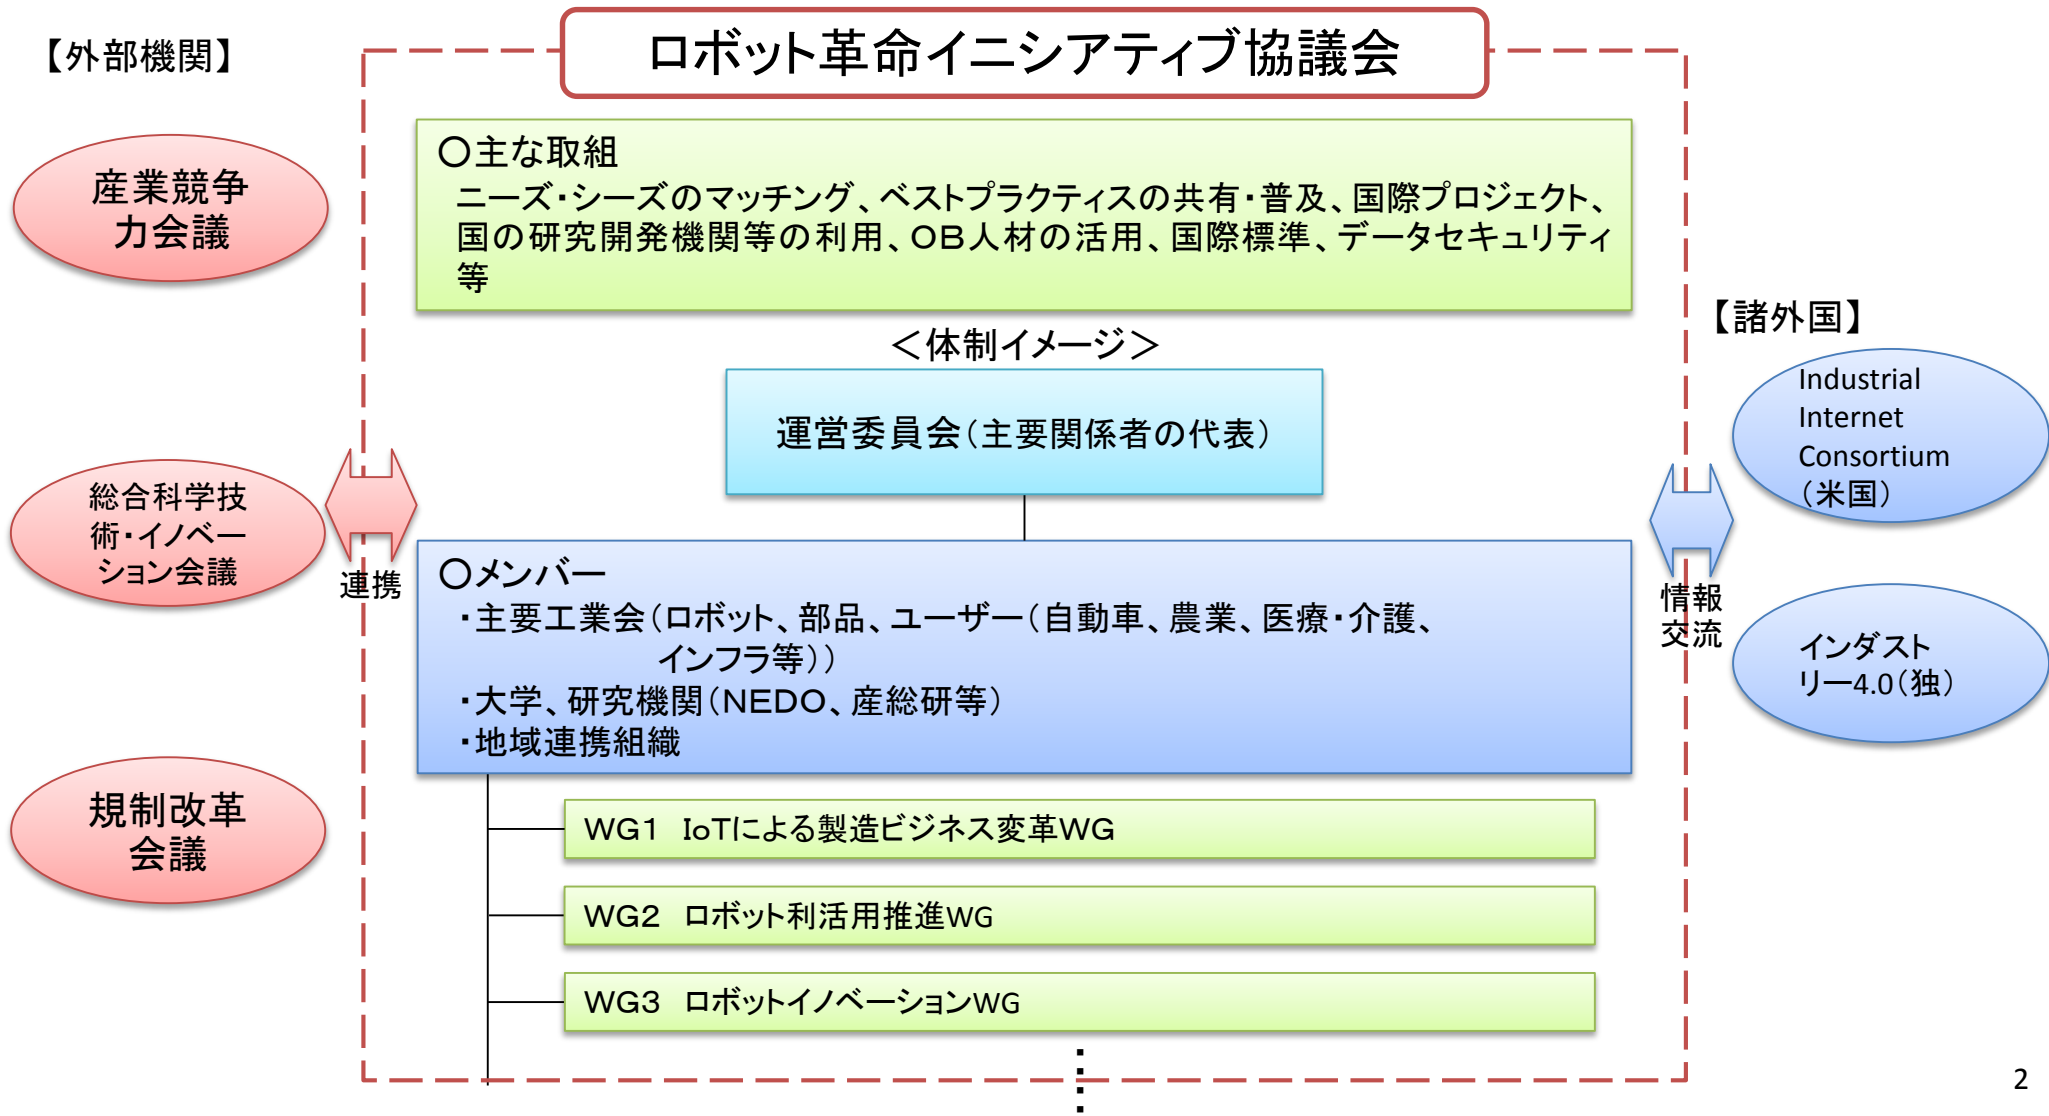 【外部機関】
ロボット革命イニシアティブ協議会
産業競争
力会議
○主な取組
ニーズ・シーズのマッチング、ベストプラクティスの共有・普及、国際プロジェクト、
国の研究開発機関等の利用、OB人材の活用、国際標準、データセキュリティ
等
＜体制イメージ＞
運営委員会（主要関係者の代表）
【諸外国】
Industrial
Internet
Consortium
（米国）
総合科学技
術・イノベー
ション会議
連携
○メンバー
・主要工業会（ロボット、部品、ユーザー（自動車、農業、医療・介護、
インフラ等））
・大学、研究機関（NEDO、産総研等）
・地域連携組織
情報
交流
インダスト
リー4.0（独）
規制改革
会議
WG1　IoTによる製造ビジネス変革WG
WG2　ロボット利活用推進WG
WG3　ロボットイノベーションWG
2